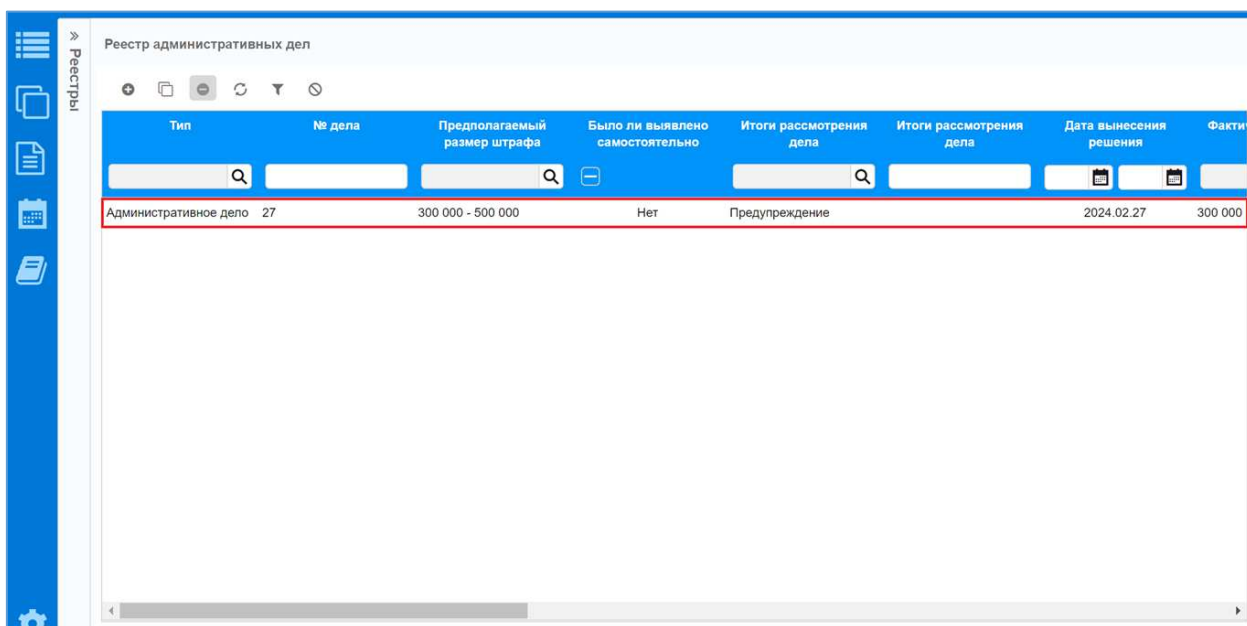 Реестры
Реестр административных дел
Тип
№ дела
Предполагаемый
размер штрафа
Было ли выявлено
самостоятельно
Итоги рассмотрения
дела
Итоги рассмотрения
дела
Дата вынесения
решения
Факти
Административное дело 27 300 000 - 500 000 Нет Предупреждение 2024.02.27 300 000